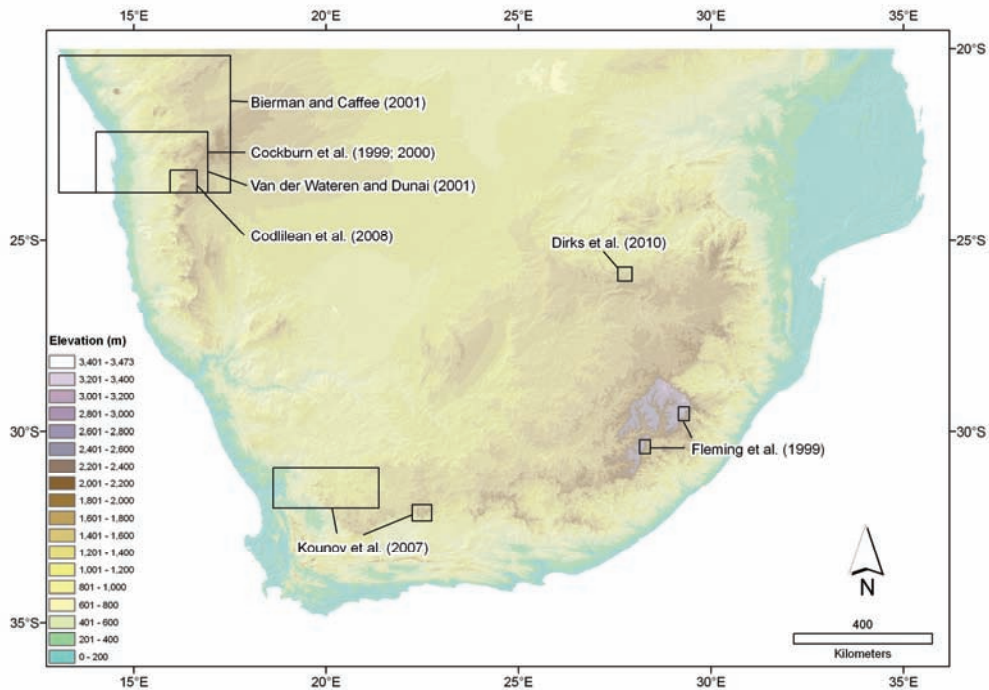 15°E 20°E 25°E 30°E 35°E
20°S
Bierman and Caffee (2001)
Cockburn et al. (1999; 2000)
Van der Wateren and Dunai (2001)
Codlilean et al. (2008)
25°S 25°S
Dirks et al. (2010)
Elevation (m)
3,401 - 3,473
3,201 - 3,400
3,001 - 3,200
2,801 - 3,000
2,601 - 2,800
2,401 - 2,600
2,201 - 2,400
2,001 - 2,200
1,801 - 2,000
1,601 - 1,800
1,401 - 1,600
1,201 - 1,400
1,001 - 1,200
801 - 1,000
601 - 800
401 - 600
201 - 400
0 - 200
30°S 30°S
Fleming et al. (1999)
Kounov et al. (2007)
N
35°S
400
Kilometers
15°E 20°E 25°E 30°E 35°E